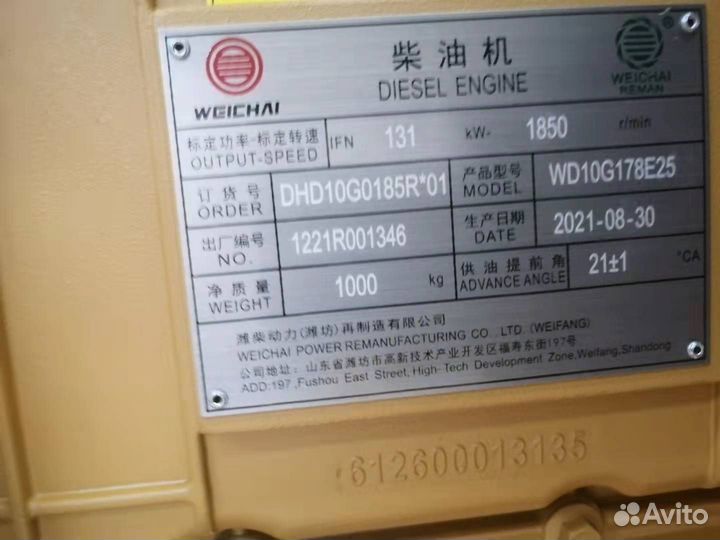 WEICHAI
柴油机
DIESEL ENGINE
WEICHAI
REMAN
®
标定功率-标定转速
OUTPUT-SPEED
IFN 131 kW- 1850 r/min
订货号
ORDER
DHD10G0185R*01
产品型号
MODEL
WD10G178E25
出厂编号
NO.
1221R001346
生产日期
DATE
2021-08-30
净质量
WEIGHT
1000 kg
供油提前角
ADVANCE ANGLE
21±1 °CA
潍柴动力(潍坊)再制造有限公司
WEICHAI POWER REMANUFACTURING CO., LTD. (WEIFANG)
公司地址: 山东省潍坊市高新技术产业开发区福寿东街197号
ADD:197 ,Fushou East Street, High-Tech Development Zone,Weifang,Shandong
612600013135
Avito